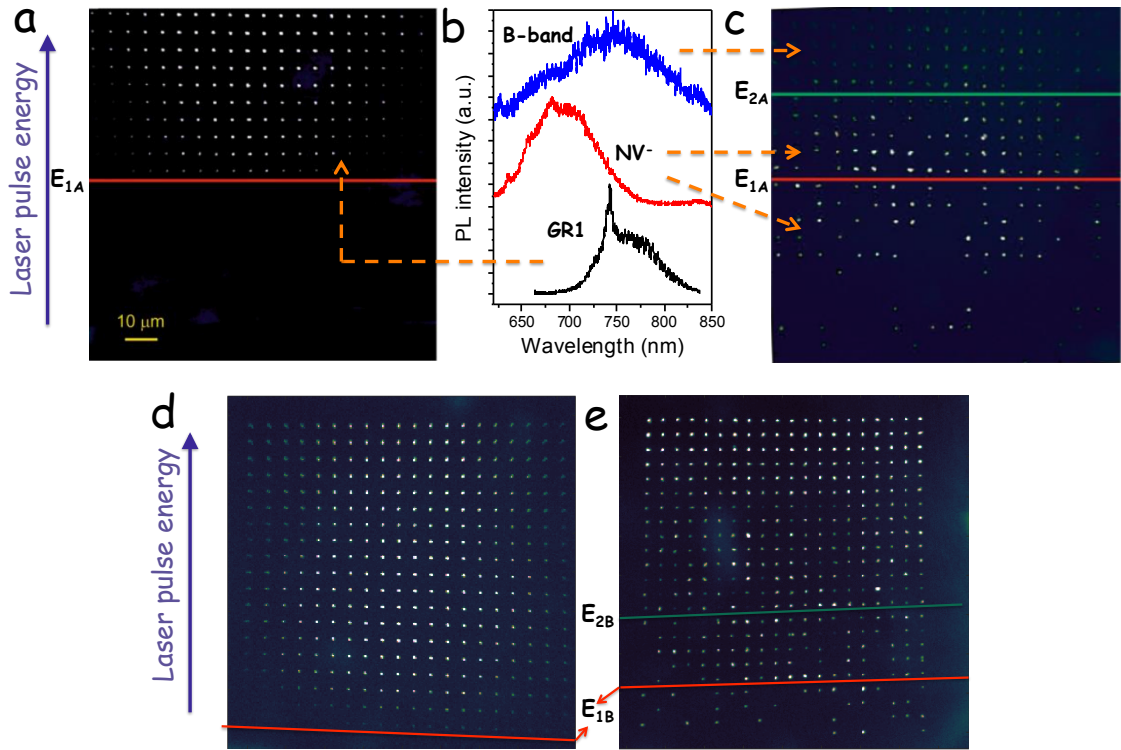 a
Laser pulse energy
E1A
10 μm
b
B-band
NV-
GR1
PL intensity (a.u.)
650 700 750 800 850
Wavelength (nm)
c
E2A
E1A
d
Laser pulse energy
e
E2B
E1B